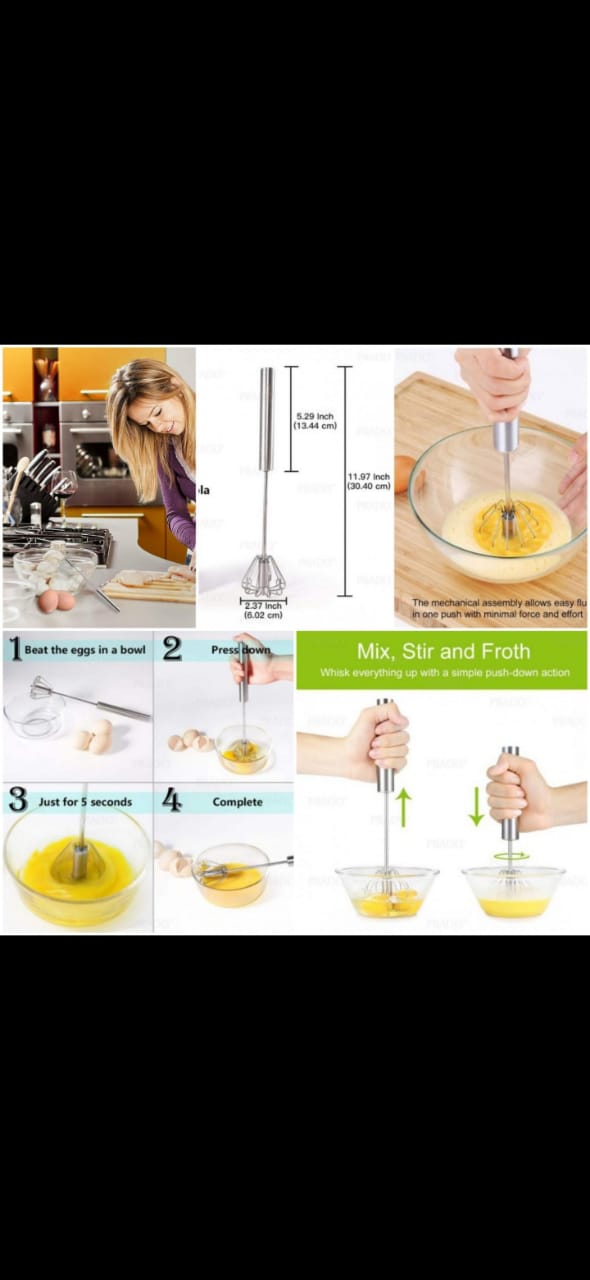 5.29 Inch
(13.44 cm)
la
11.97 Inch
(30.40 cm)
2.37 Inch
(6.02 cm)
The mechanical assembly allows easy flu
in one push with minimal force and effort
1 Beat the eggs in a bowl
2 Press down
3 Just for 5 seconds
4 Complete
Mix, Stir and Froth
Whisk everything up with a simple push-down action